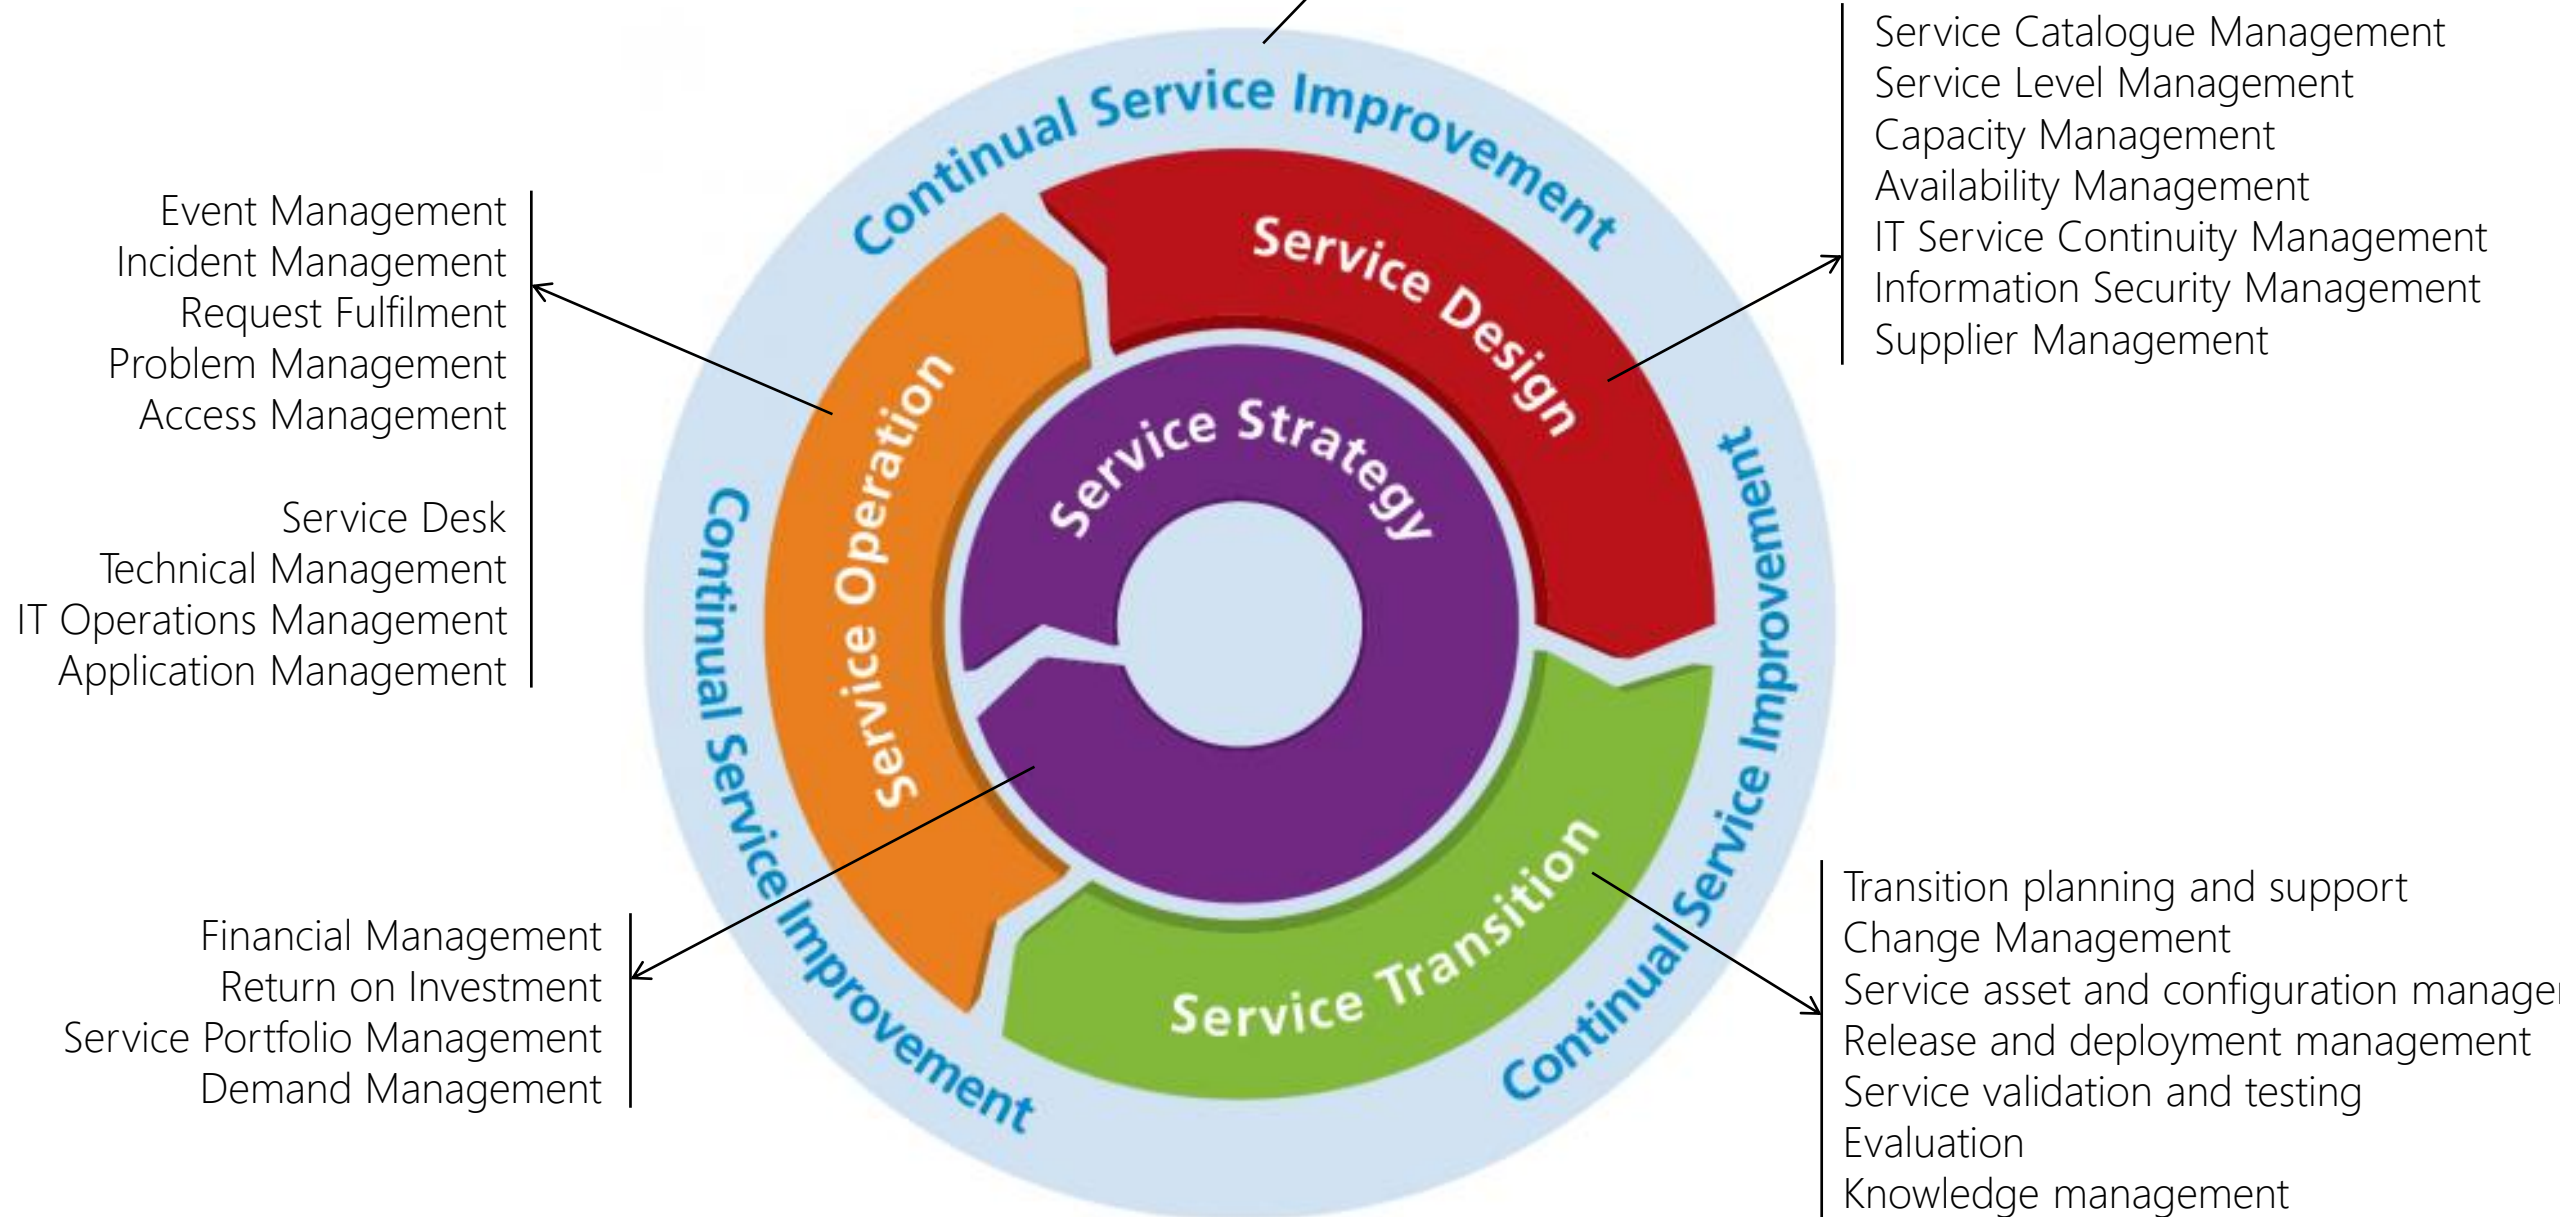 Service Catalogue Management
Service Level Management
Capacity Management
Availability Management
IT Service Continuity Management
Information Security Management
Supplier Management
Continual Service Improvement
Event Management
Incident Management
Request Fulfilment
Problem Management
Access Management
Service Desk
Technical Management
IT Operations Management
Application Management
Service Design
Service Operation
Service Strategy
Continual Service Improvement
Continual Service Improvement
Service Transition
Financial Management
Return on Investment
Service Portfolio Management
Demand Management
Transition planning and support
Change Management
Service asset and configuration
Release and deployment management
Service validation and testing
Evaluation
Knowledge management